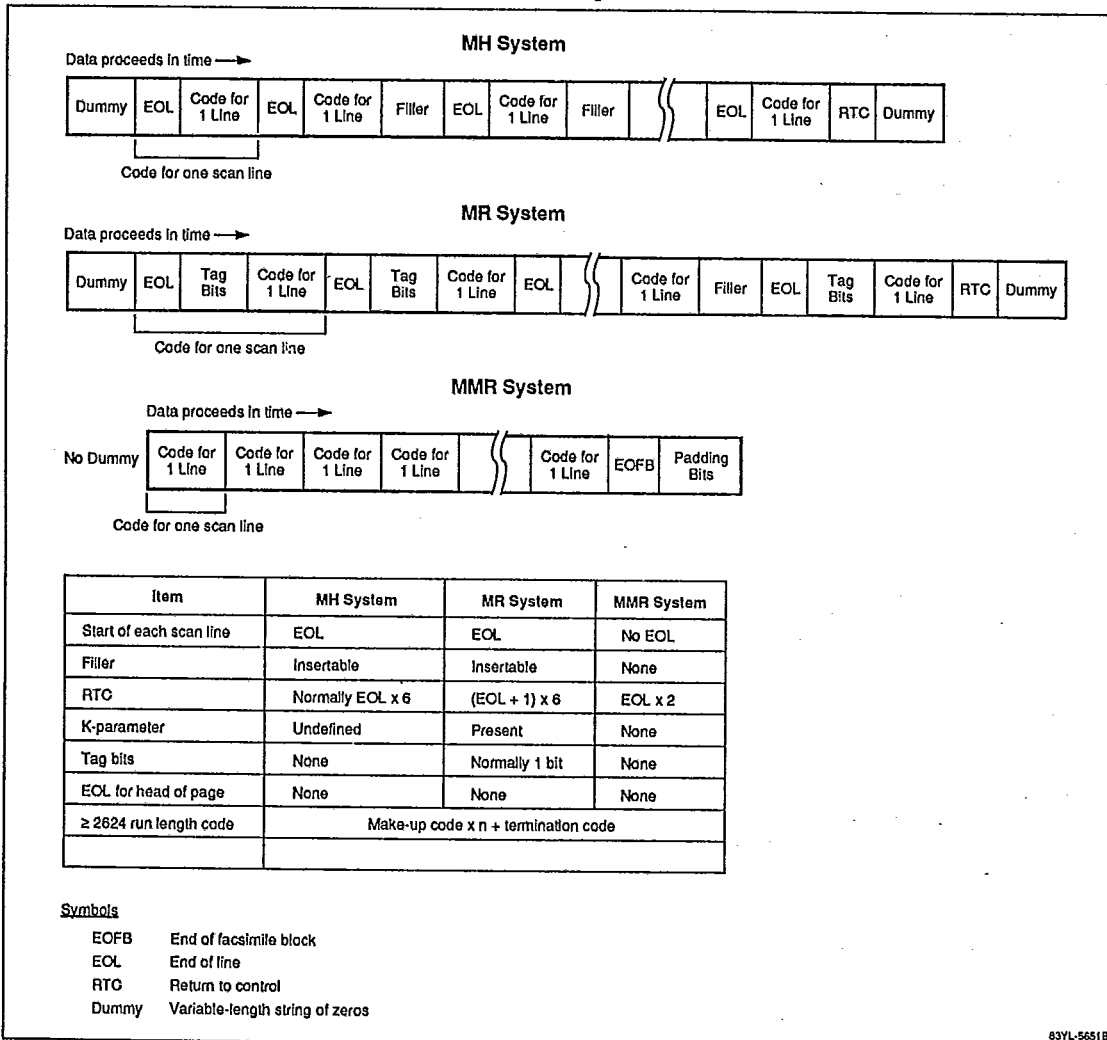 MH System
Data proceeds in time →
Dummy EOL Code for 1 Line EOL Code for 1 Line Filler EOL Code for 1 Line Filler EOL Code for 1 Line RTC Dummy
Code for one scan line
MR System
Data proceeds in time →
Dummy EOL Tag Bits Code for 1 Line EOL Tag Bits Code for 1 Line EOL Code for 1 Line Filler EOL Tag Bits Code for 1 Line RTC Dummy
Code for one scan line
MMR System
Data proceeds in time →
No Dummy Code for 1 Line Code for 1 Line Code for 1 Line Code for 1 Line Code for 1 Line EOFB Padding Bits
Code for one scan line
Item MH System MR System MMR System
Start of each scan line EOL EOL No EOL
Filler Insertable Insertable None
RTC Normally EOL x 6 (EOL + 1) x 6 EOL x 2
K-parameter Undefined Present None
Tag bits None Normally 1 bit None
EOL for head of page None None None
≥ 2624 run length code Make-up code x n + termination code
Symbols
EOFB End of facsimile block
EOL End of line
RTC Return to control
Dummy Variable-length string of zeros
83YL-5651B